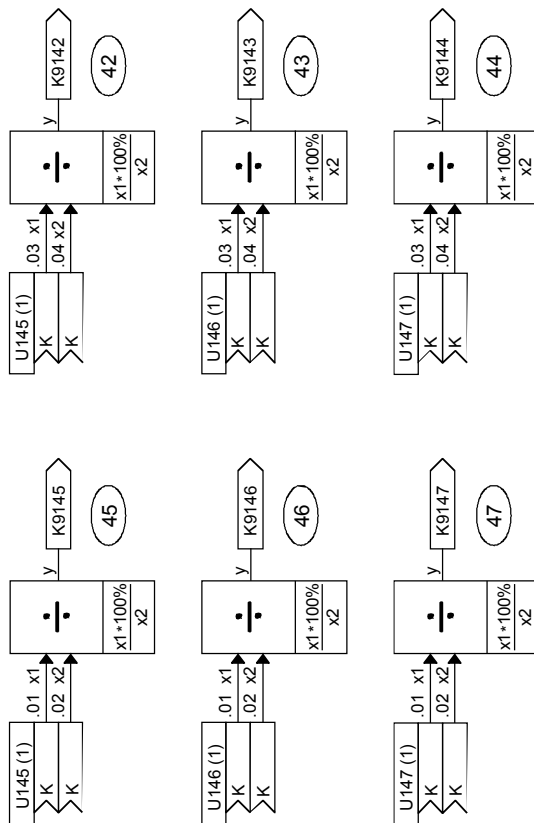 U145 (1)
K .01 x1
K .02 x2
x1*100%
x2
y
K9145
45
U145 (1)
K .03 x1
K .04 x2
x1*100%
x2
y
K9142
42
U146 (1)
K .01 x1
K .02 x2
x1*100%
x2
y
K9146
46
U146 (1)
K .03 x1
K .04 x2
x1*100%
x2
y
K9143
43
U147 (1)
K .01 x1
K .02 x2
x1*100%
x2
y
K9147
47
U147 (1)
K .03 x1
K .04 x2
x1*100%
x2
y
K9144
44